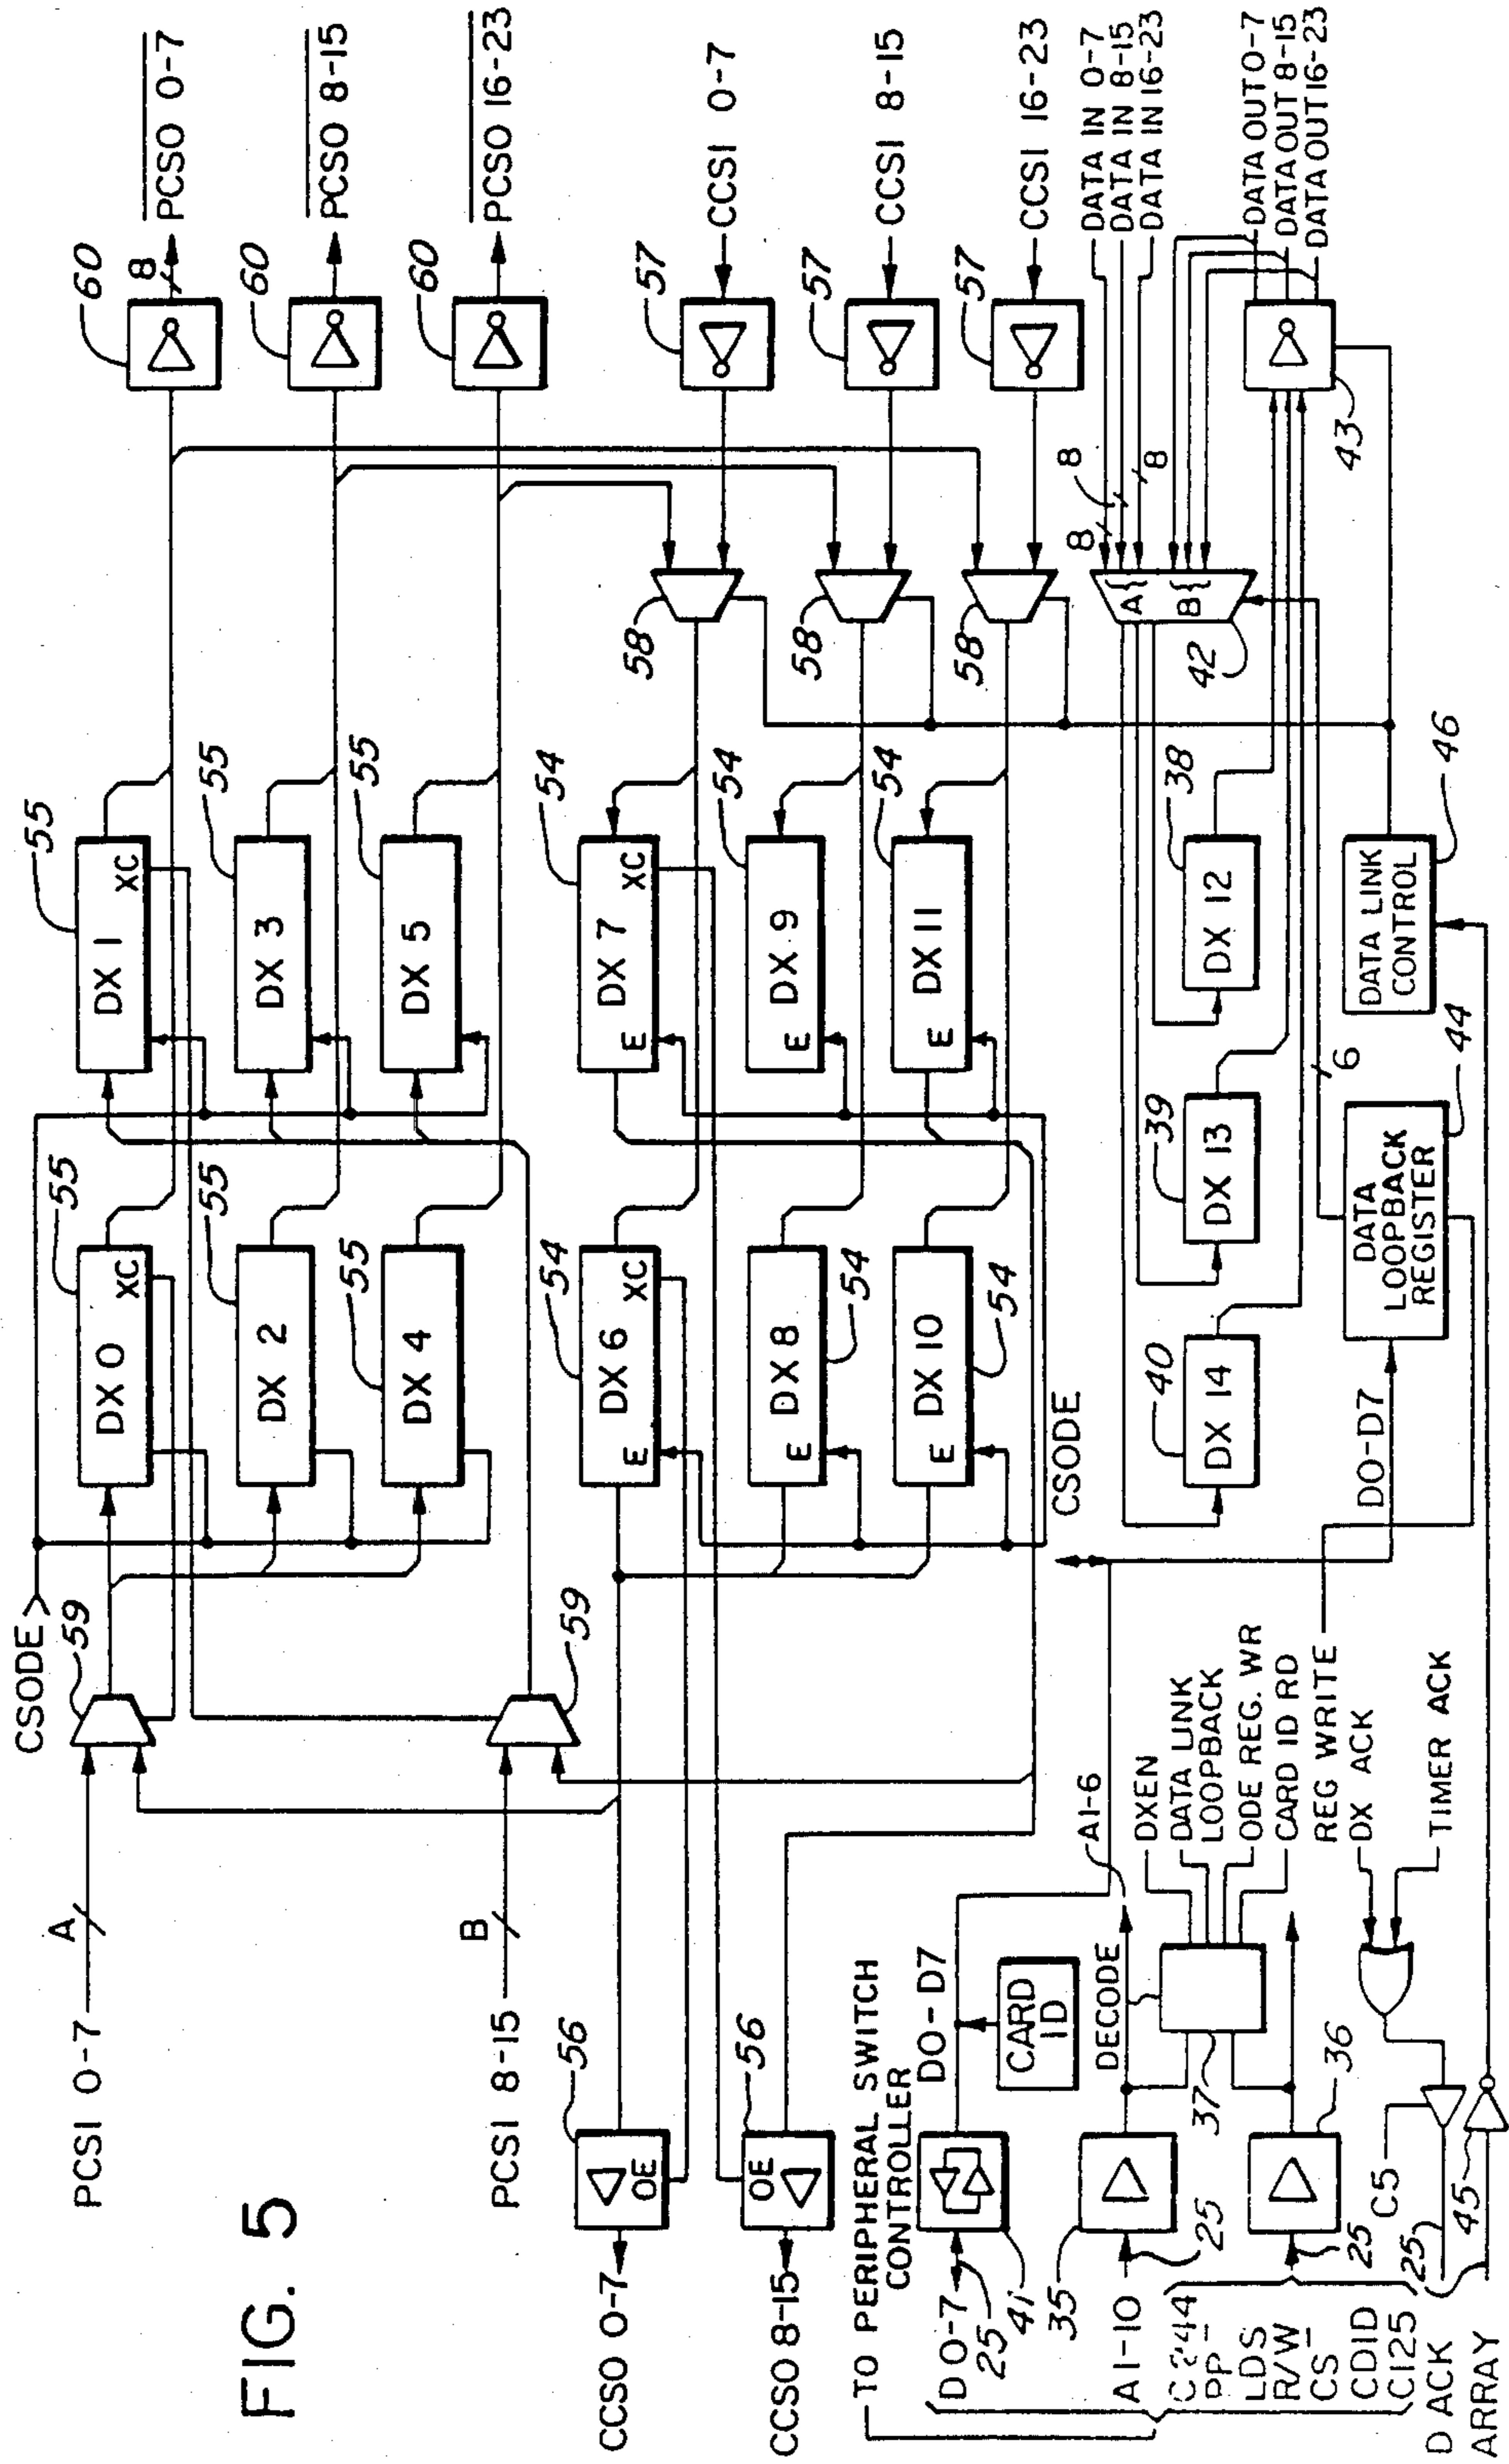 FIG. 5
CSODE
59
55
DX 0
XC
55
DX 1
XC
60
8
PCSO 0-7
PCSI 0-7
A
55
DX 2
55
DX 3
60
PCSO 8-15
55
DX 4
55
DX 5
60
PCSO 16-23
PCSI 8-15
B
59
56
OE
CCSO 0-7
54
DX 6
E
XC
54
DX 7
E
XC
58
57
CCSI 0-7
56
OE
CCSO 8-15
DX 8
E
54
54
DX 9
E
58
57
CCSI 8-15
DX 10
E
54
54
DX 11
E
58
57
CCSI 16-23
CSODE
TO PERIPHERAL SWITCH
CONTROLLER
D0-7
25
41
D0-D7
CARD
ID
A1-10
25
35
DECODE
A1-6
37
DXEN
DATA LINK
LOOPBACK
ODE REG. WR
CARD ID RD
REG WRITE
DX ACK
TIMER ACK
C244
PP
LDS
R/W
CS
CDID
C125
D ACK
ARRAY
25
36
C5
25
45
D0-D7
40
DX 14
39
DX 13
38
DX 12
DATA
LOOPBACK
REGISTER
44
6
DATA LINK
CONTROL
46
A{
B{
42
8
8
8
DATA IN 0-7
DATA IN 8-15
DATA IN 16-23
43
DATA OUT 0-7
DATA OUT 8-15
DATA OUT 16-23